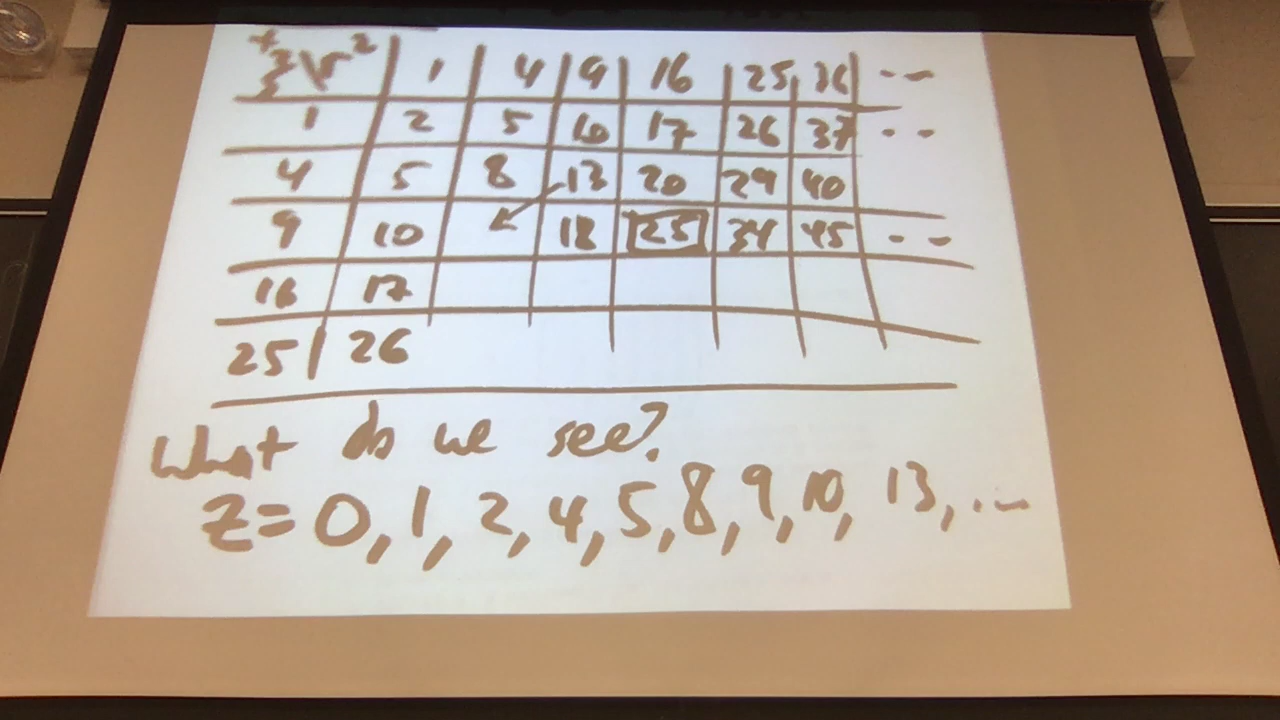 + r² 1 4 9 16 25 36 --
1 2 5 10 17 26 37 --
4 5 8 13 20 29 40
9 10 18 25 34 45 --
16 17
25 26
What do we see?
z = 0, 1, 2, 4, 5, 8, 9, 10, 13, ...